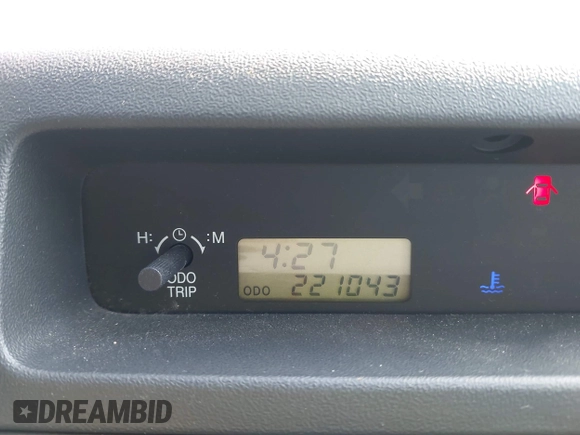 H: :M
4:27
ODO
TRIP
ODO 221043
DREAMBID